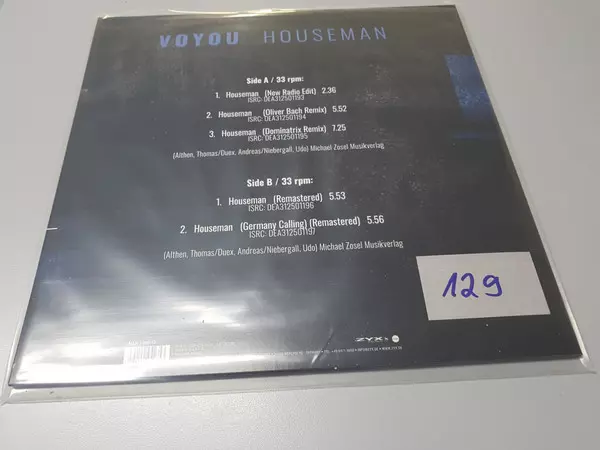 VOYOU HOUSEMAN
Side A / 33 rpm:
1. Houseman (New Radio Edit) 2.36
ISRC: DEA312501193
2. Houseman (Oliver Bach Remix) 5.52
ISRC: DEA312501194
3. Houseman (Dominatrix Remix) 7.25
ISRC: DEA312501195
(Althen, Thomas/Duex, Andreas/Niebergall, Udo) Michael Zosel Musikverlag
Side B / 33 rpm:
1. Houseman (Remastered) 5.53
ISRC: DEA312501196
2. Houseman (Germany Calling) (Remastered) 5.56
ISRC: DEA312501197
(Althen, Thomas/Duex, Andreas/Niebergall, Udo) Michael Zosel Musikverlag
129
ZYX